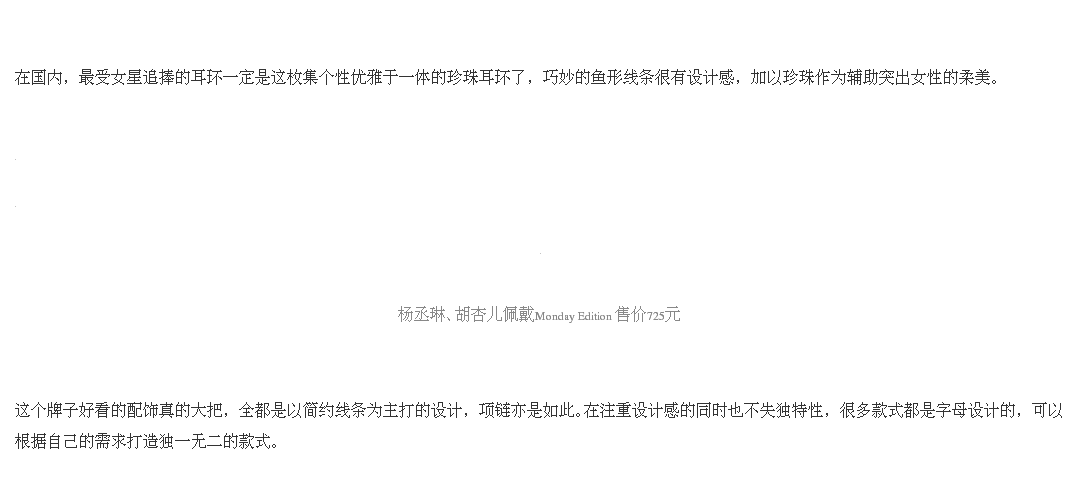 在国内，最受女星追捧的耳环一定是这枚集个性优雅于一体的珍珠耳环了，巧妙的鱼形线条很有设计感，加以珍珠作为辅助突出女性的柔美。
杨丞琳、胡杏儿佩戴Monday Edition 售价725元
这个牌子好看的配饰真的大把，全都是以简约线条为主打的设计，项链亦是如此。在注重设计感的同时也不失独特性，很多款式都是字母设计的，可以
根据自己的需求打造独一无二的款式。